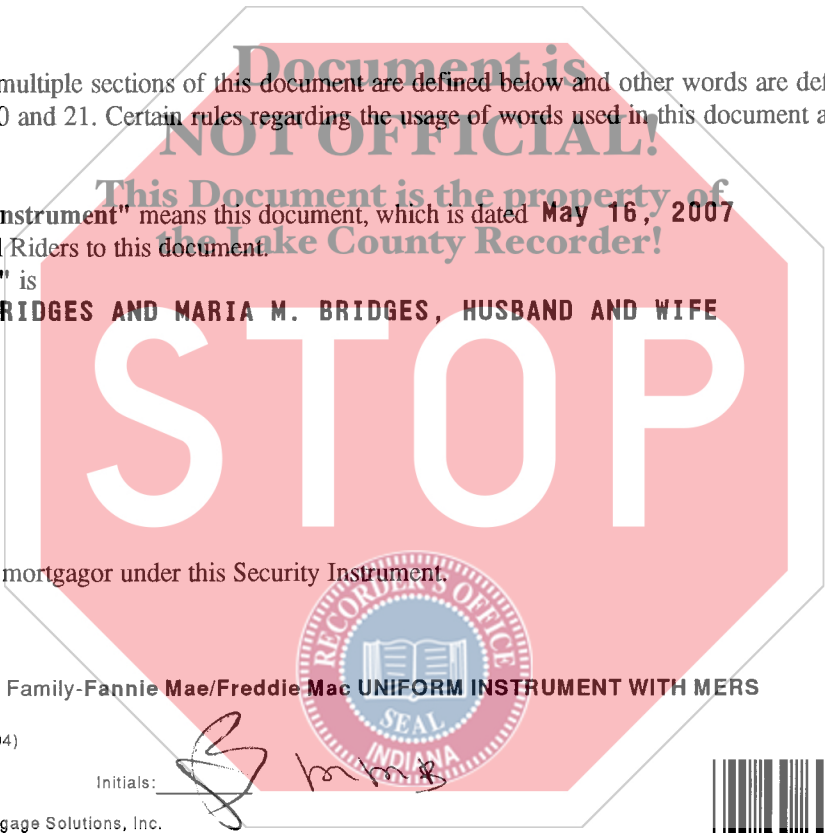 Document is
multiple sections of this document are defined below and other words are def
0 and 21. Certain rules regarding the usage of words used in this document a
NOT OFFICIAL!
This Document is the property of
nstrument" means this document, which is dated May 16, 2007
the Lake County Recorder!
Riders to this document.
" is
RIDGES AND MARIA M. BRIDGES, HUSBAND AND WIFE
STOP
mortgagor under this Security Instrument.
RECORDER'S OFFICE
SEAL
INDIANA
Family-Fannie Mae/Freddie Mac UNIFORM INSTRUMENT WITH MERS
04)
Initials: mmB
gage Solutions, Inc.